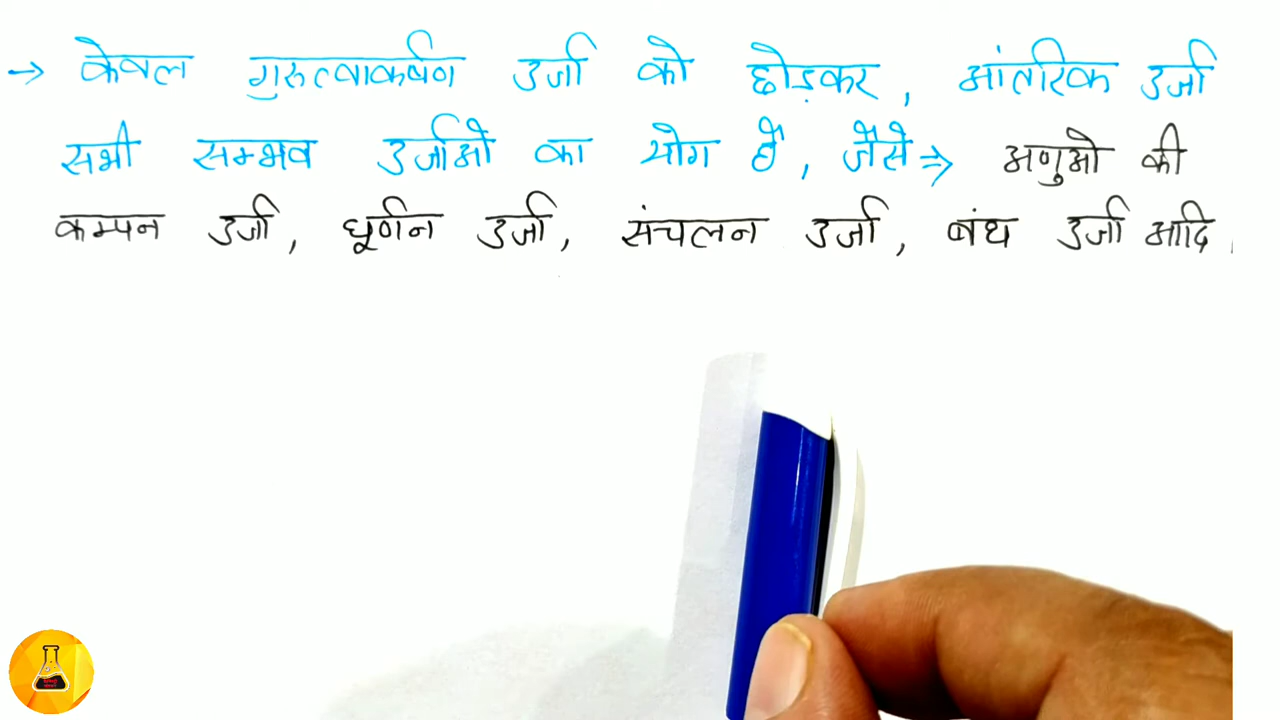 → केवल गुरुत्वाकर्षण उर्जा को छोड़कर, आंतरिक उर्जा
सभी सम्भव उर्जाओ का योग है, जैसे ⇒ अणुओ की
कम्पन उर्जा, घूर्णन उर्जा, संचलन उर्जा, बंध उर्जा आदि।